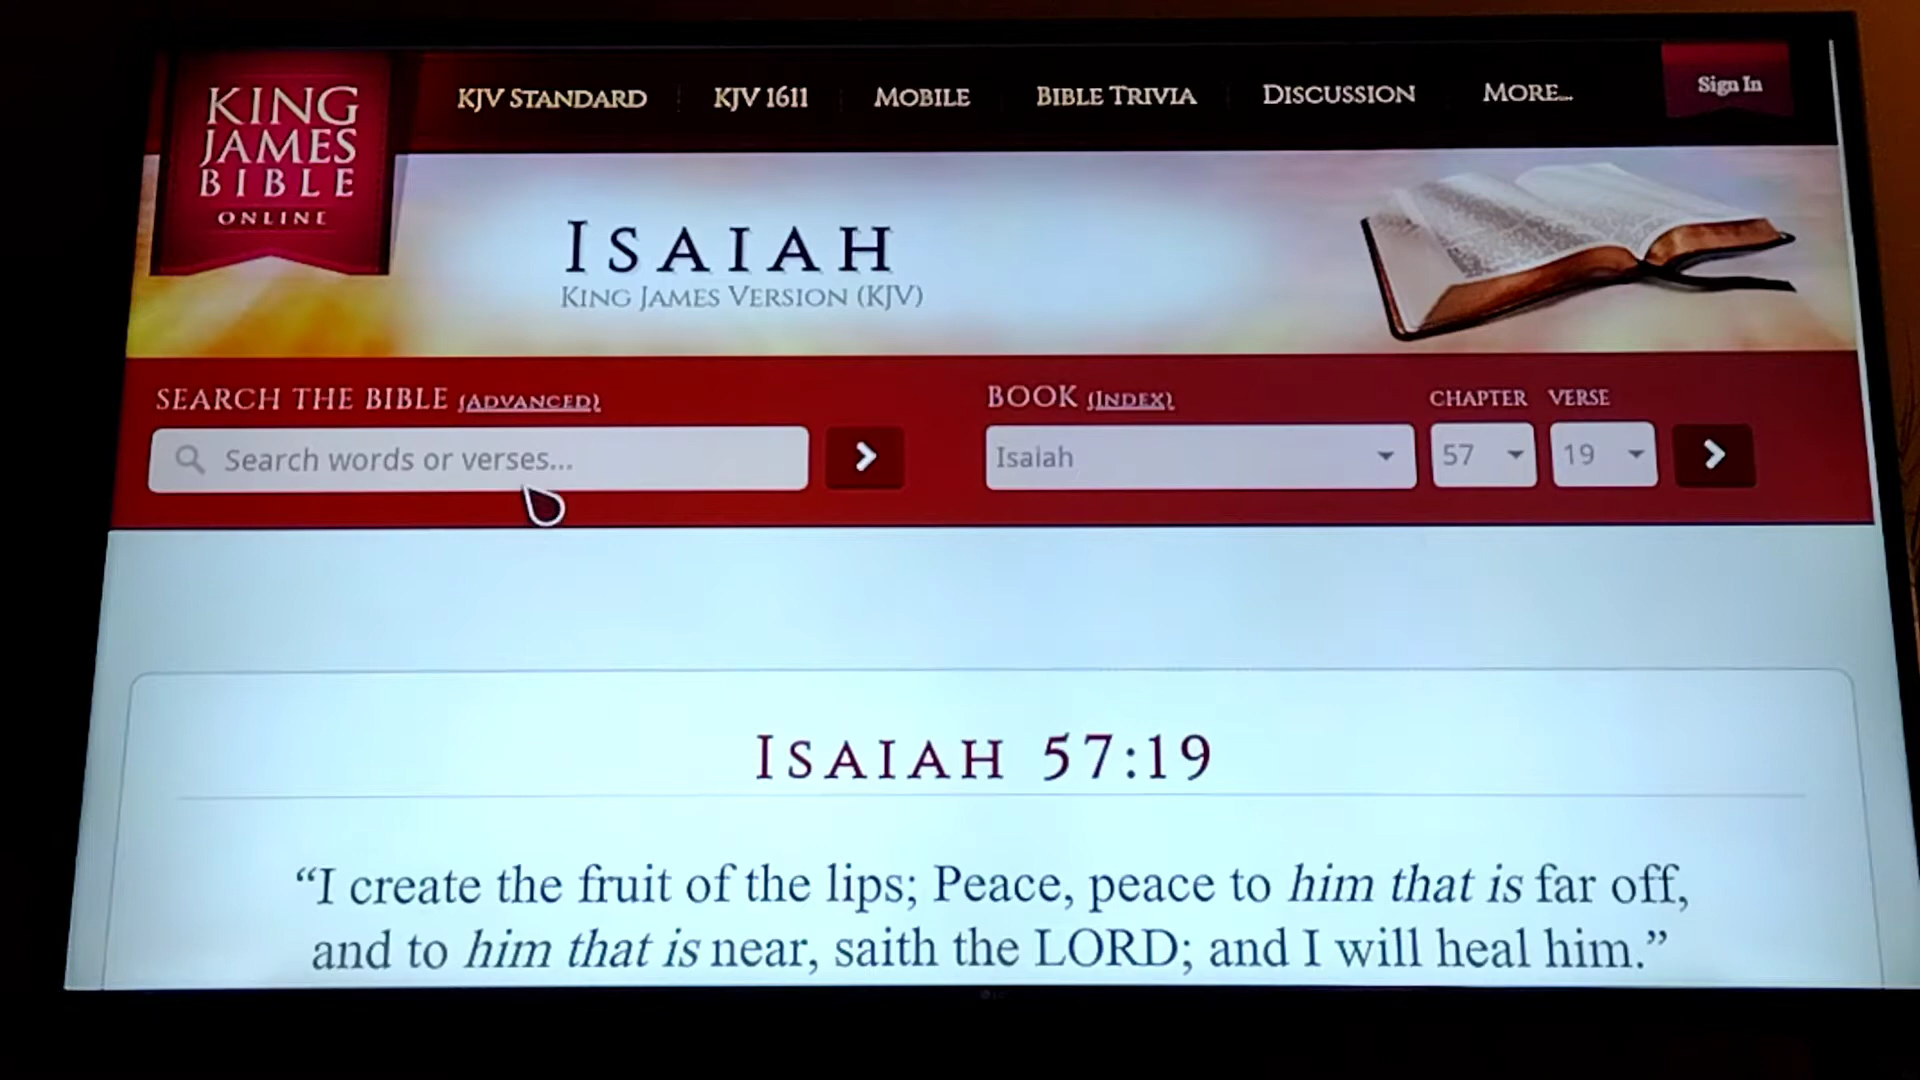 KING
JAMES
BIBLE
ONLINE
KJV STANDARD
KJV 1611
MOBILE
BIBLE TRIVIA
DISCUSSION
MORE...
Sign In
ISAIAH
KING JAMES VERSION (KJV)
SEARCH THE BIBLE (ADVANCED)
BOOK (INDEX)
CHAPTER
VERSE
Search words or verses...
Isaiah
57
19
ISAIAH 57:19
“I create the fruit of the lips; Peace, peace to him that is far off,
and to him that is near, saith the LORD; and I will heal him.”